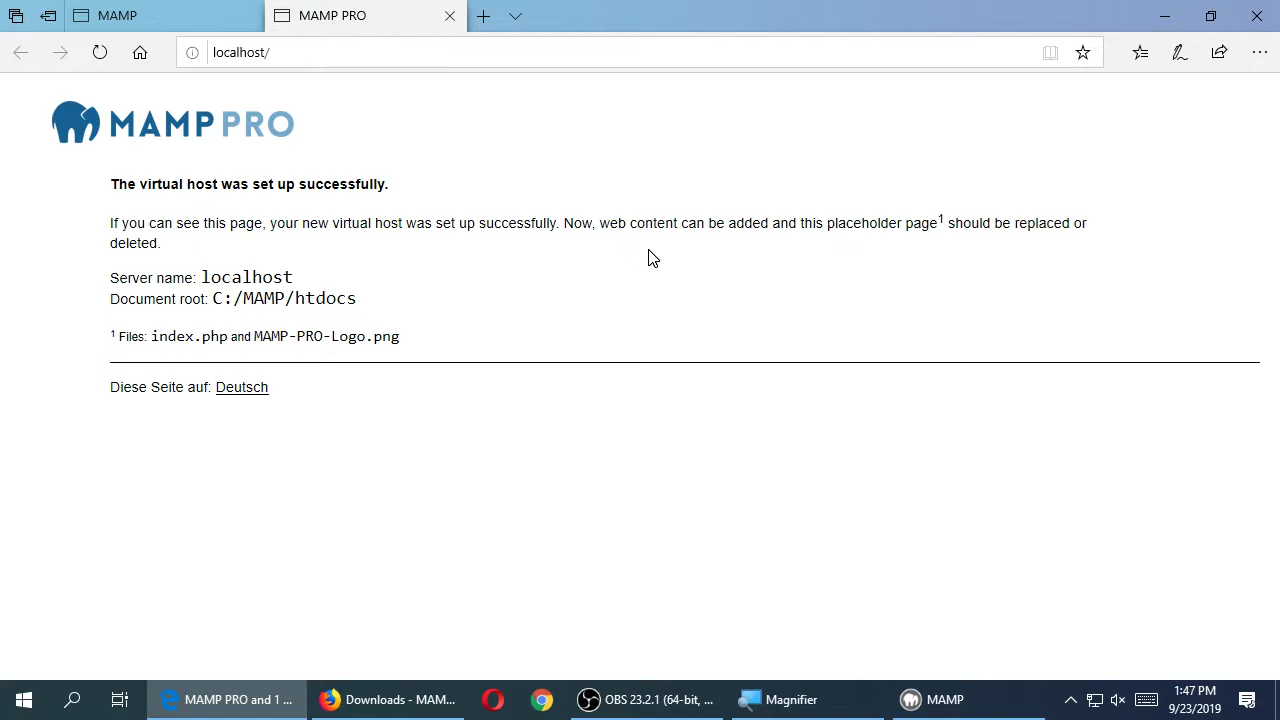 MAMP
MAMP PRO
localhost/
MAMP PRO
The virtual host was set up successfully.
If you can see this page, your new virtual host was set up successfully. Now, web content can be added and this placeholder page1 should be replaced or
deleted.
Server name: localhost
Document root: C:/MAMP/htdocs
1 Files: index.php and MAMP-PRO-Logo.png
Diese Seite auf: Deutsch
MAMP PRO and 1 ...
Downloads - MAM...
OBS 23.2.1 (64-bit, ...
Magnifier
MAMP
1:47 PM
9/23/2019